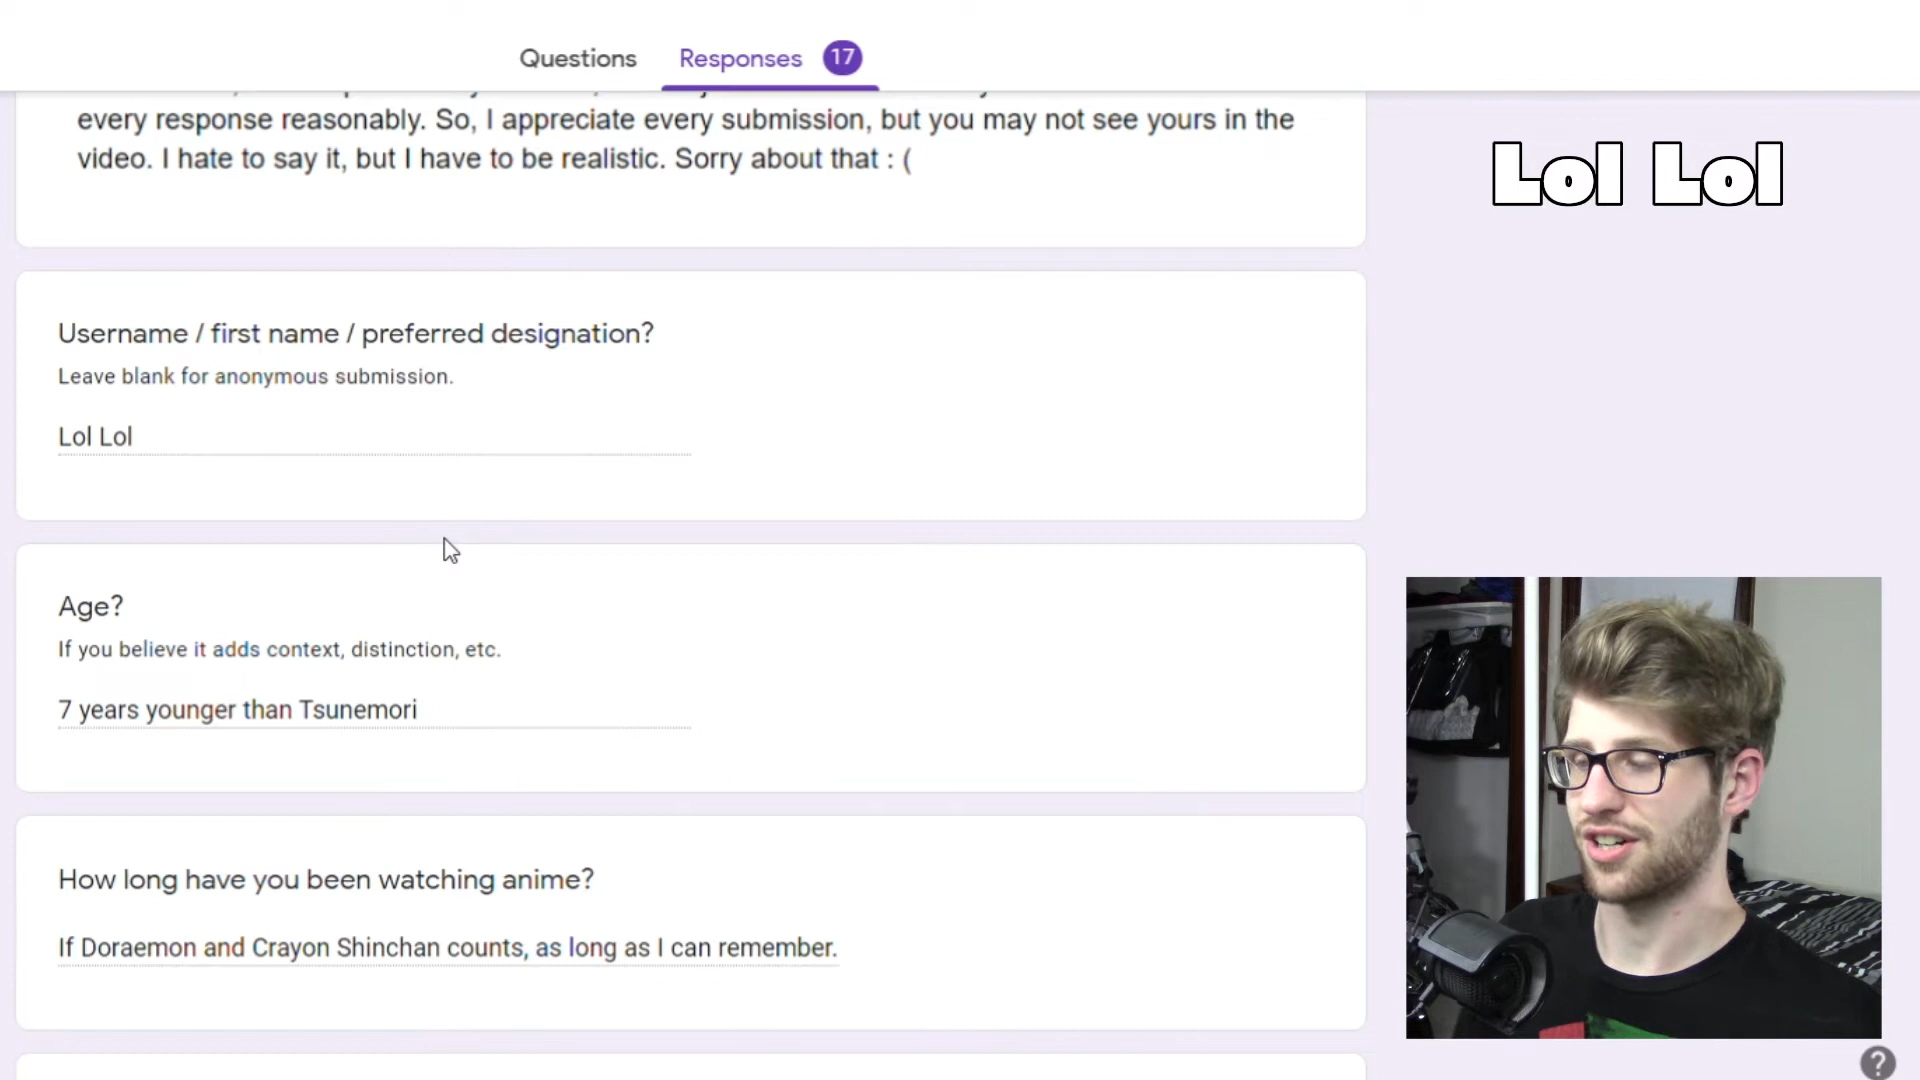 Questions Responses 17
every response reasonably. So, I appreciate every submission, but you may not see yours in the
video. I hate to say it, but I have to be realistic. Sorry about that : (
Lol Lol
Username / first name / preferred designation?
Leave blank for anonymous submission.
Lol Lol
Age?
If you believe it adds context, distinction, etc.
7 years younger than Tsunemori
How long have you been watching anime?
If Doraemon and Crayon Shinchan counts, as long as I can remember.
?